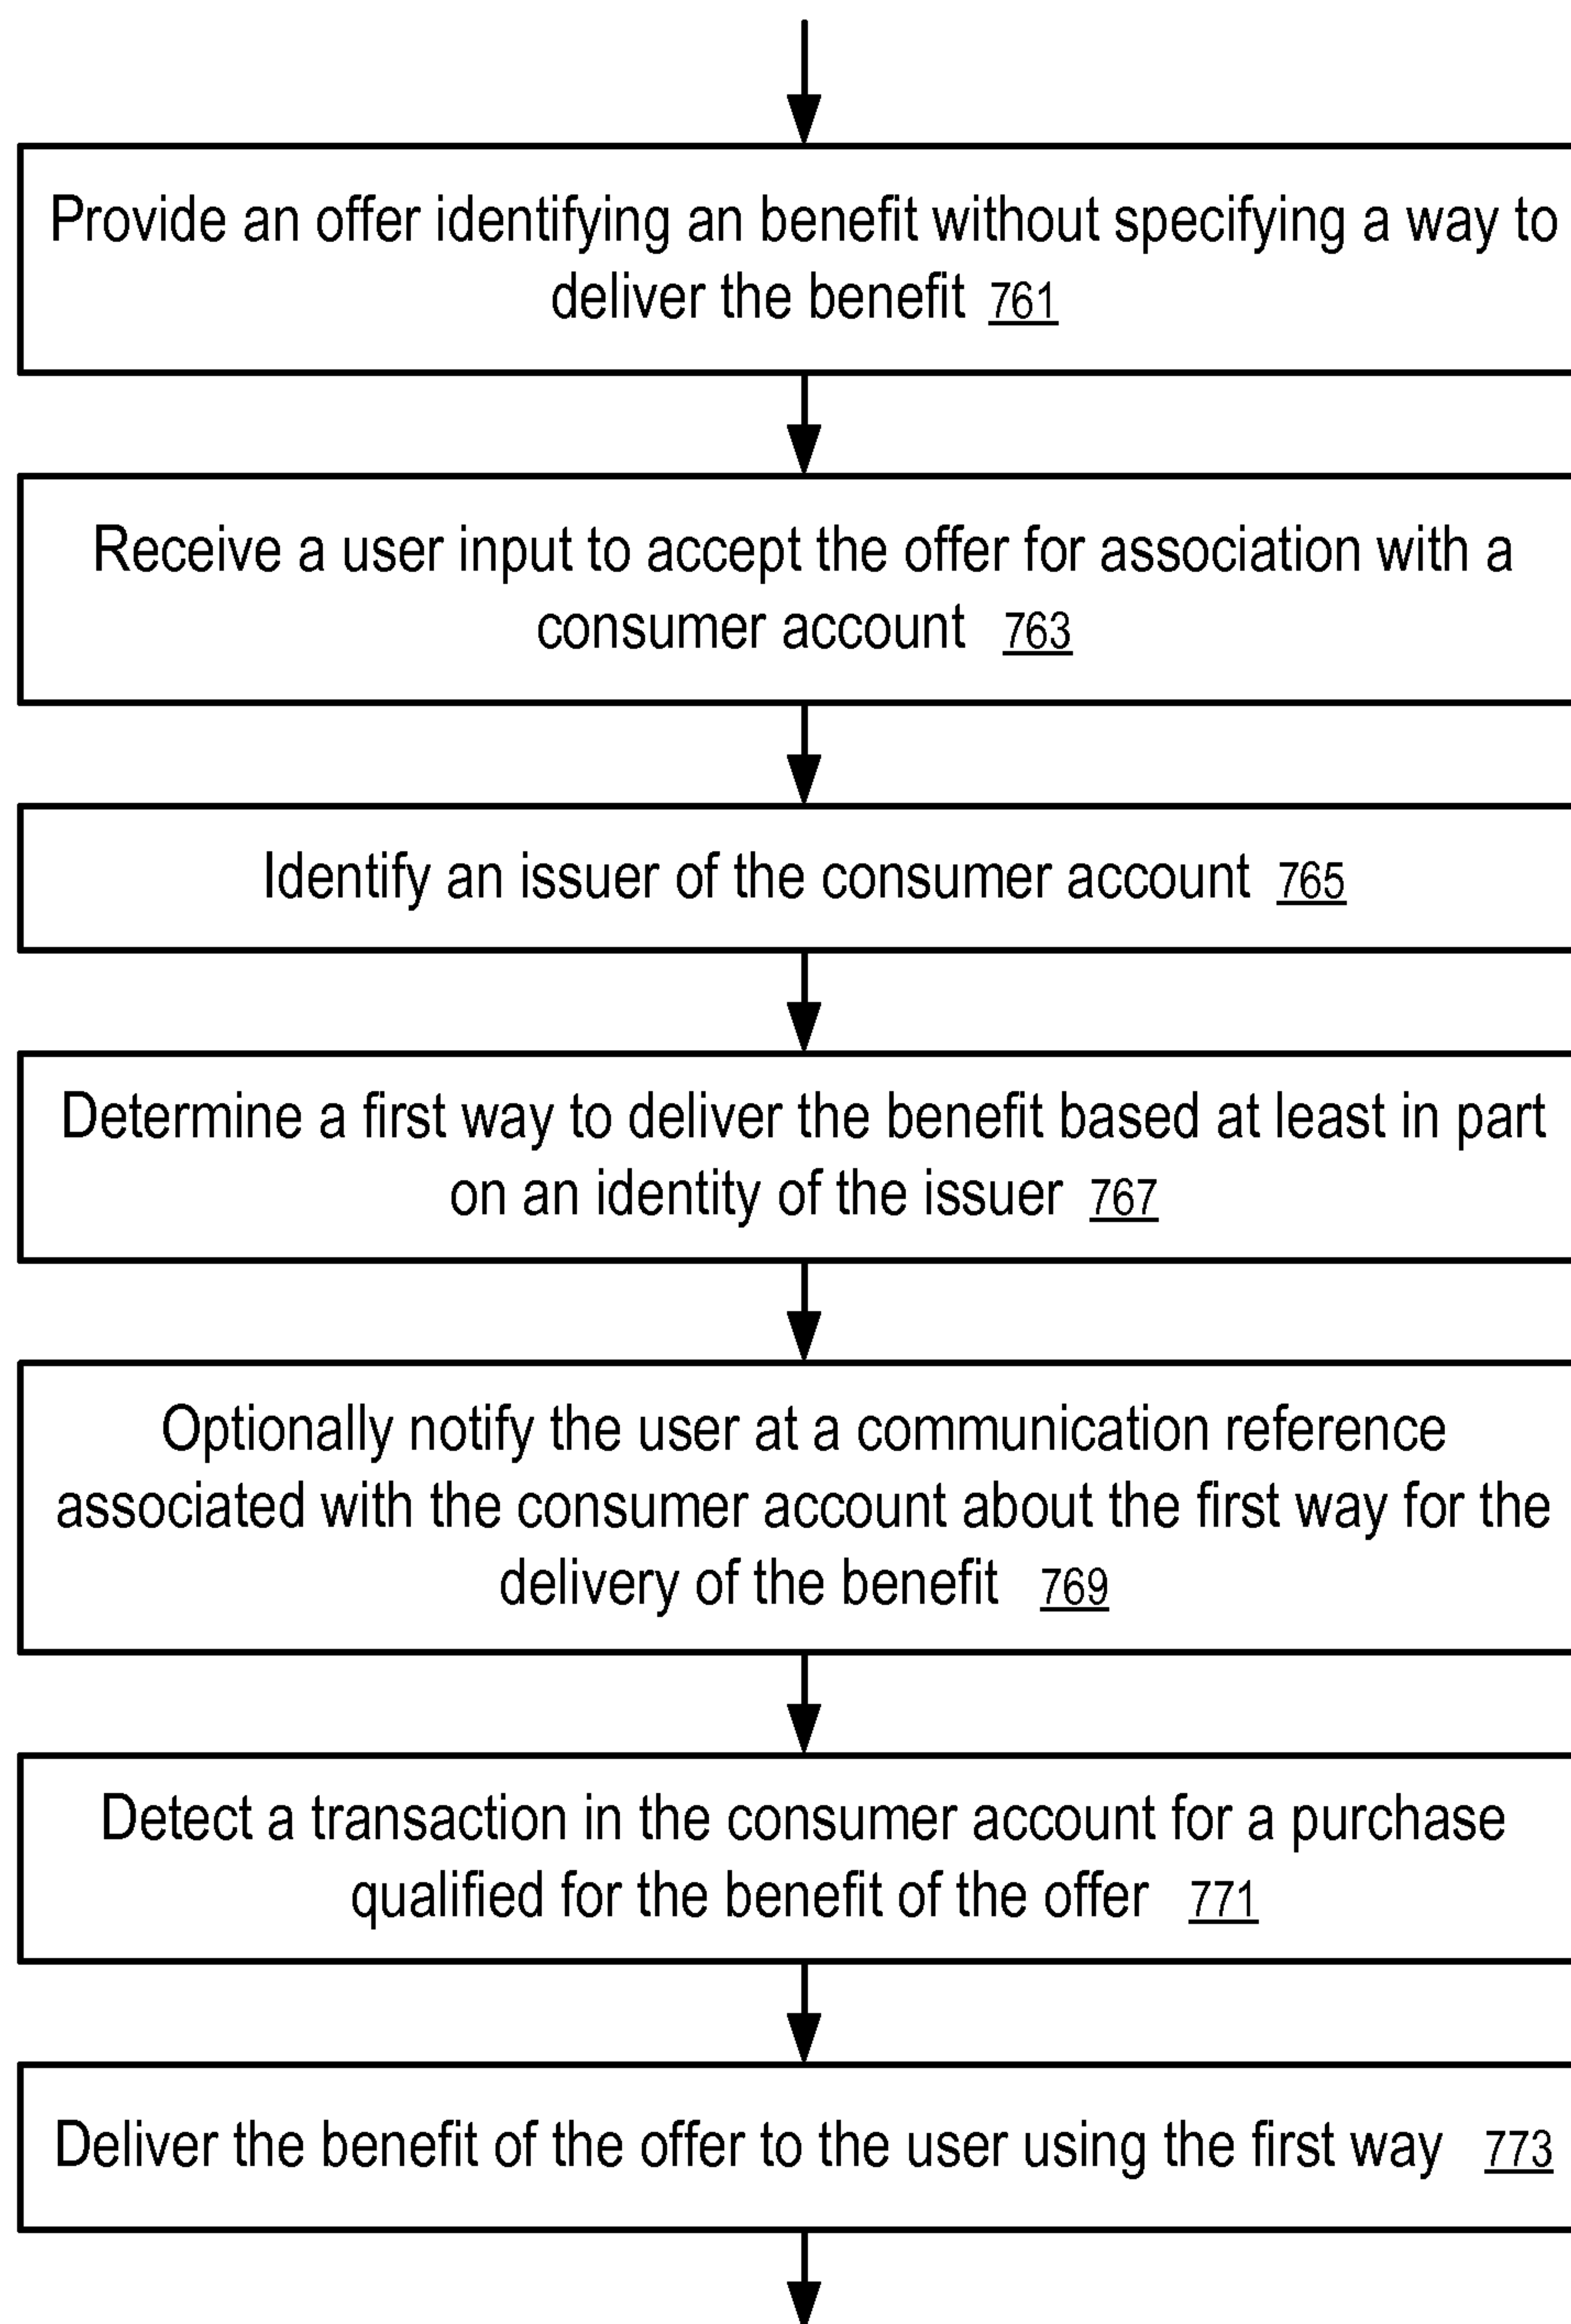 Provide an offer identifying an benefit without specifying a way to
deliver the benefit 761
Receive a user input to accept the offer for association with a
consumer account 763
Identify an issuer of the consumer account 765
Determine a first way to deliver the benefit based at least in part
on an identity of the issuer 767
Optionally notify the user at a communication reference
associated with the consumer account about the first way for the
delivery of the benefit 769
Detect a transaction in the consumer account for a purchase
qualified for the benefit of the offer 771
Deliver the benefit of the offer to the user using the first way 773